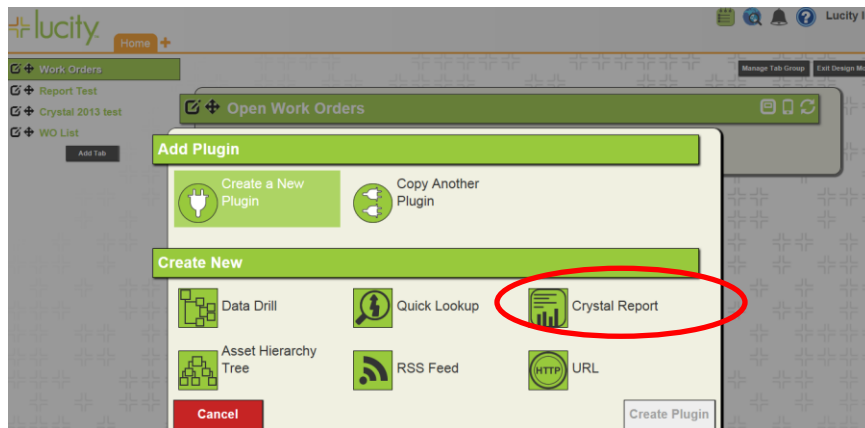 lucity
Home +
Lucity I
Work Orders
Report Test
Crystal 2013 test
WO List
Add Tab
Manage Tab Group
Exit Design Mo
Open Work Orders
Add Plugin
Create a New
Plugin
Copy Another
Plugin
Create New
Data Drill
Quick Lookup
Crystal Report
Asset Hierarchy
Tree
RSS Feed
HTTP
URL
Cancel
Create Plugin